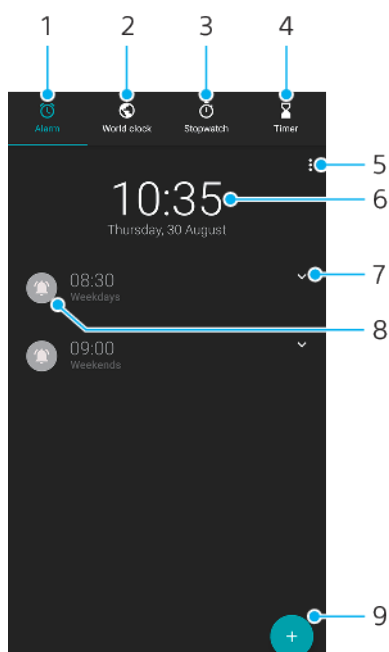 1 2 3 4
Alarm World clock Stopwatch Timer
5
10:35 6
Thursday, 30 August
7
08:30
Weekdays
8
09:00
Weekends
9
+